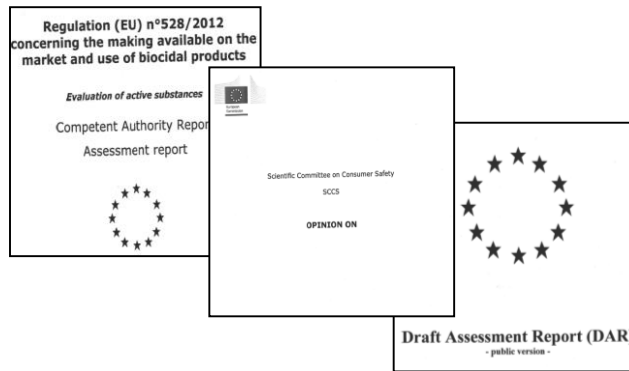 Regulation (EU) n°528/2012
concerning the making available on the
market and use of biocidal products
Evaluation of active substances
Competent Authority Repor
Assessment report
Scientific Committee on Consumer Safety
SCCS
OPINION ON
Draft Assessment Report (DAR
- public version -